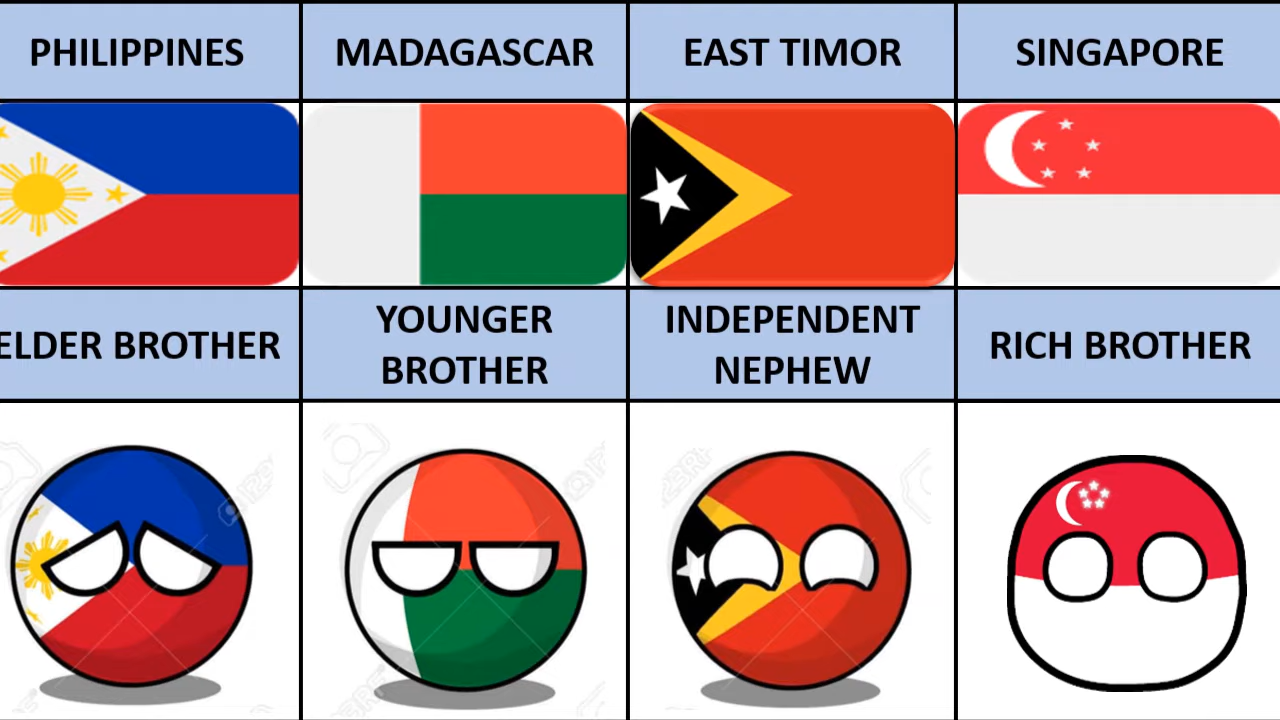 PHILIPPINES
MADAGASCAR
EAST TIMOR
SINGAPORE
ELDER BROTHER
YOUNGER
BROTHER
INDEPENDENT
NEPHEW
RICH BROTHER